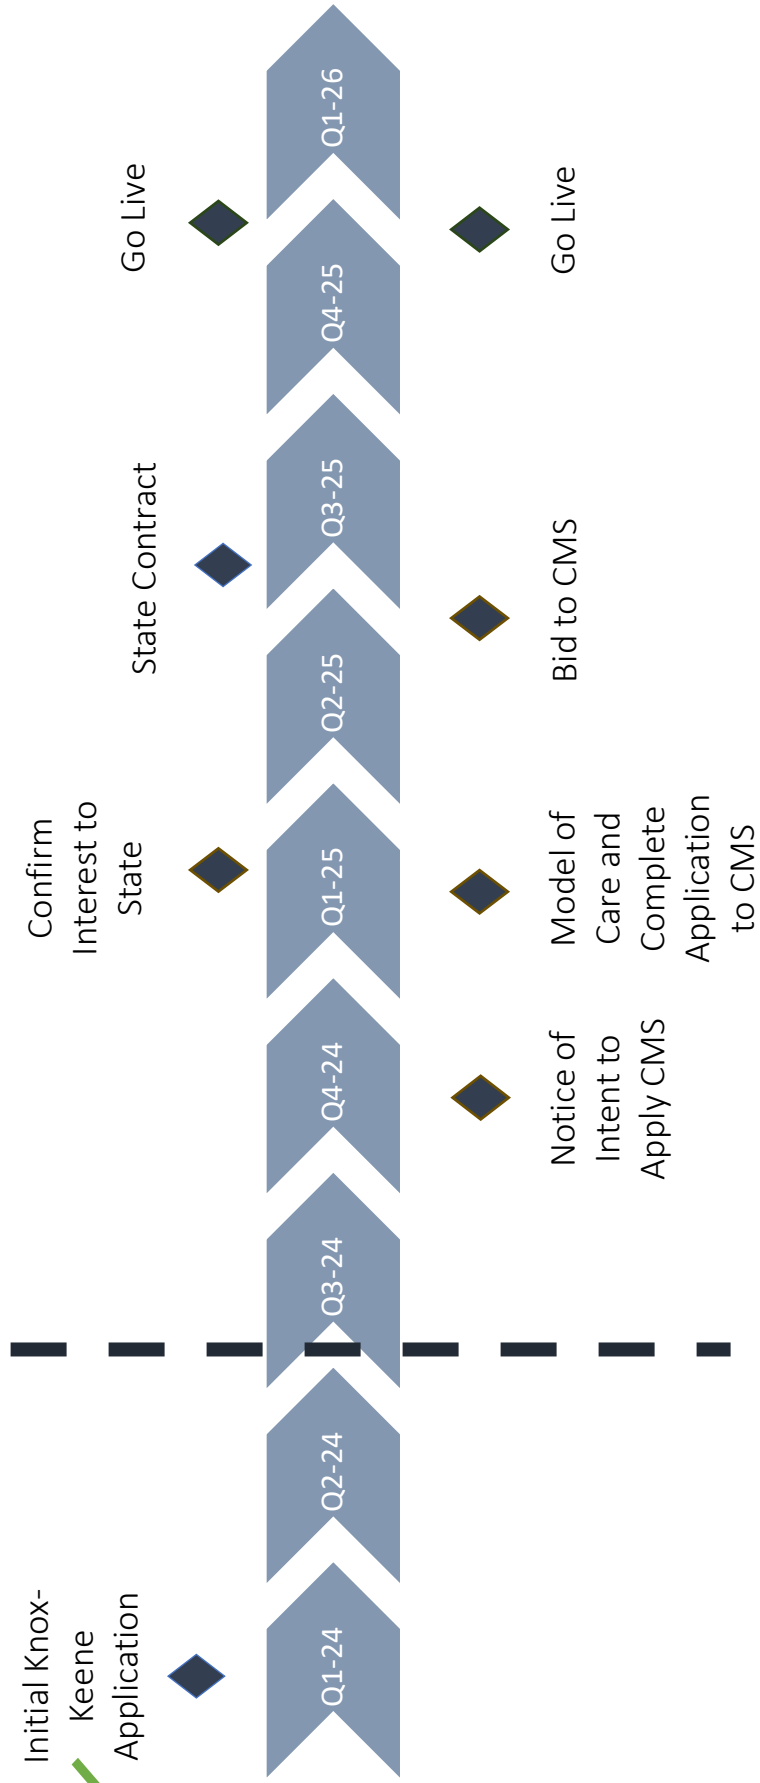 Initial Knox-
Keene
Application
Confirm
Interest to
State
State Contract
Go Live
Q1-24
Q2-24
Q3-24
Q4-24
Q1-25
Q2-25
Q3-25
Q4-25
Q1-26
Notice of
Intent to
Apply CMS
Model of
Care and
Complete
Application
to CMS
Bid to CMS
Go Live